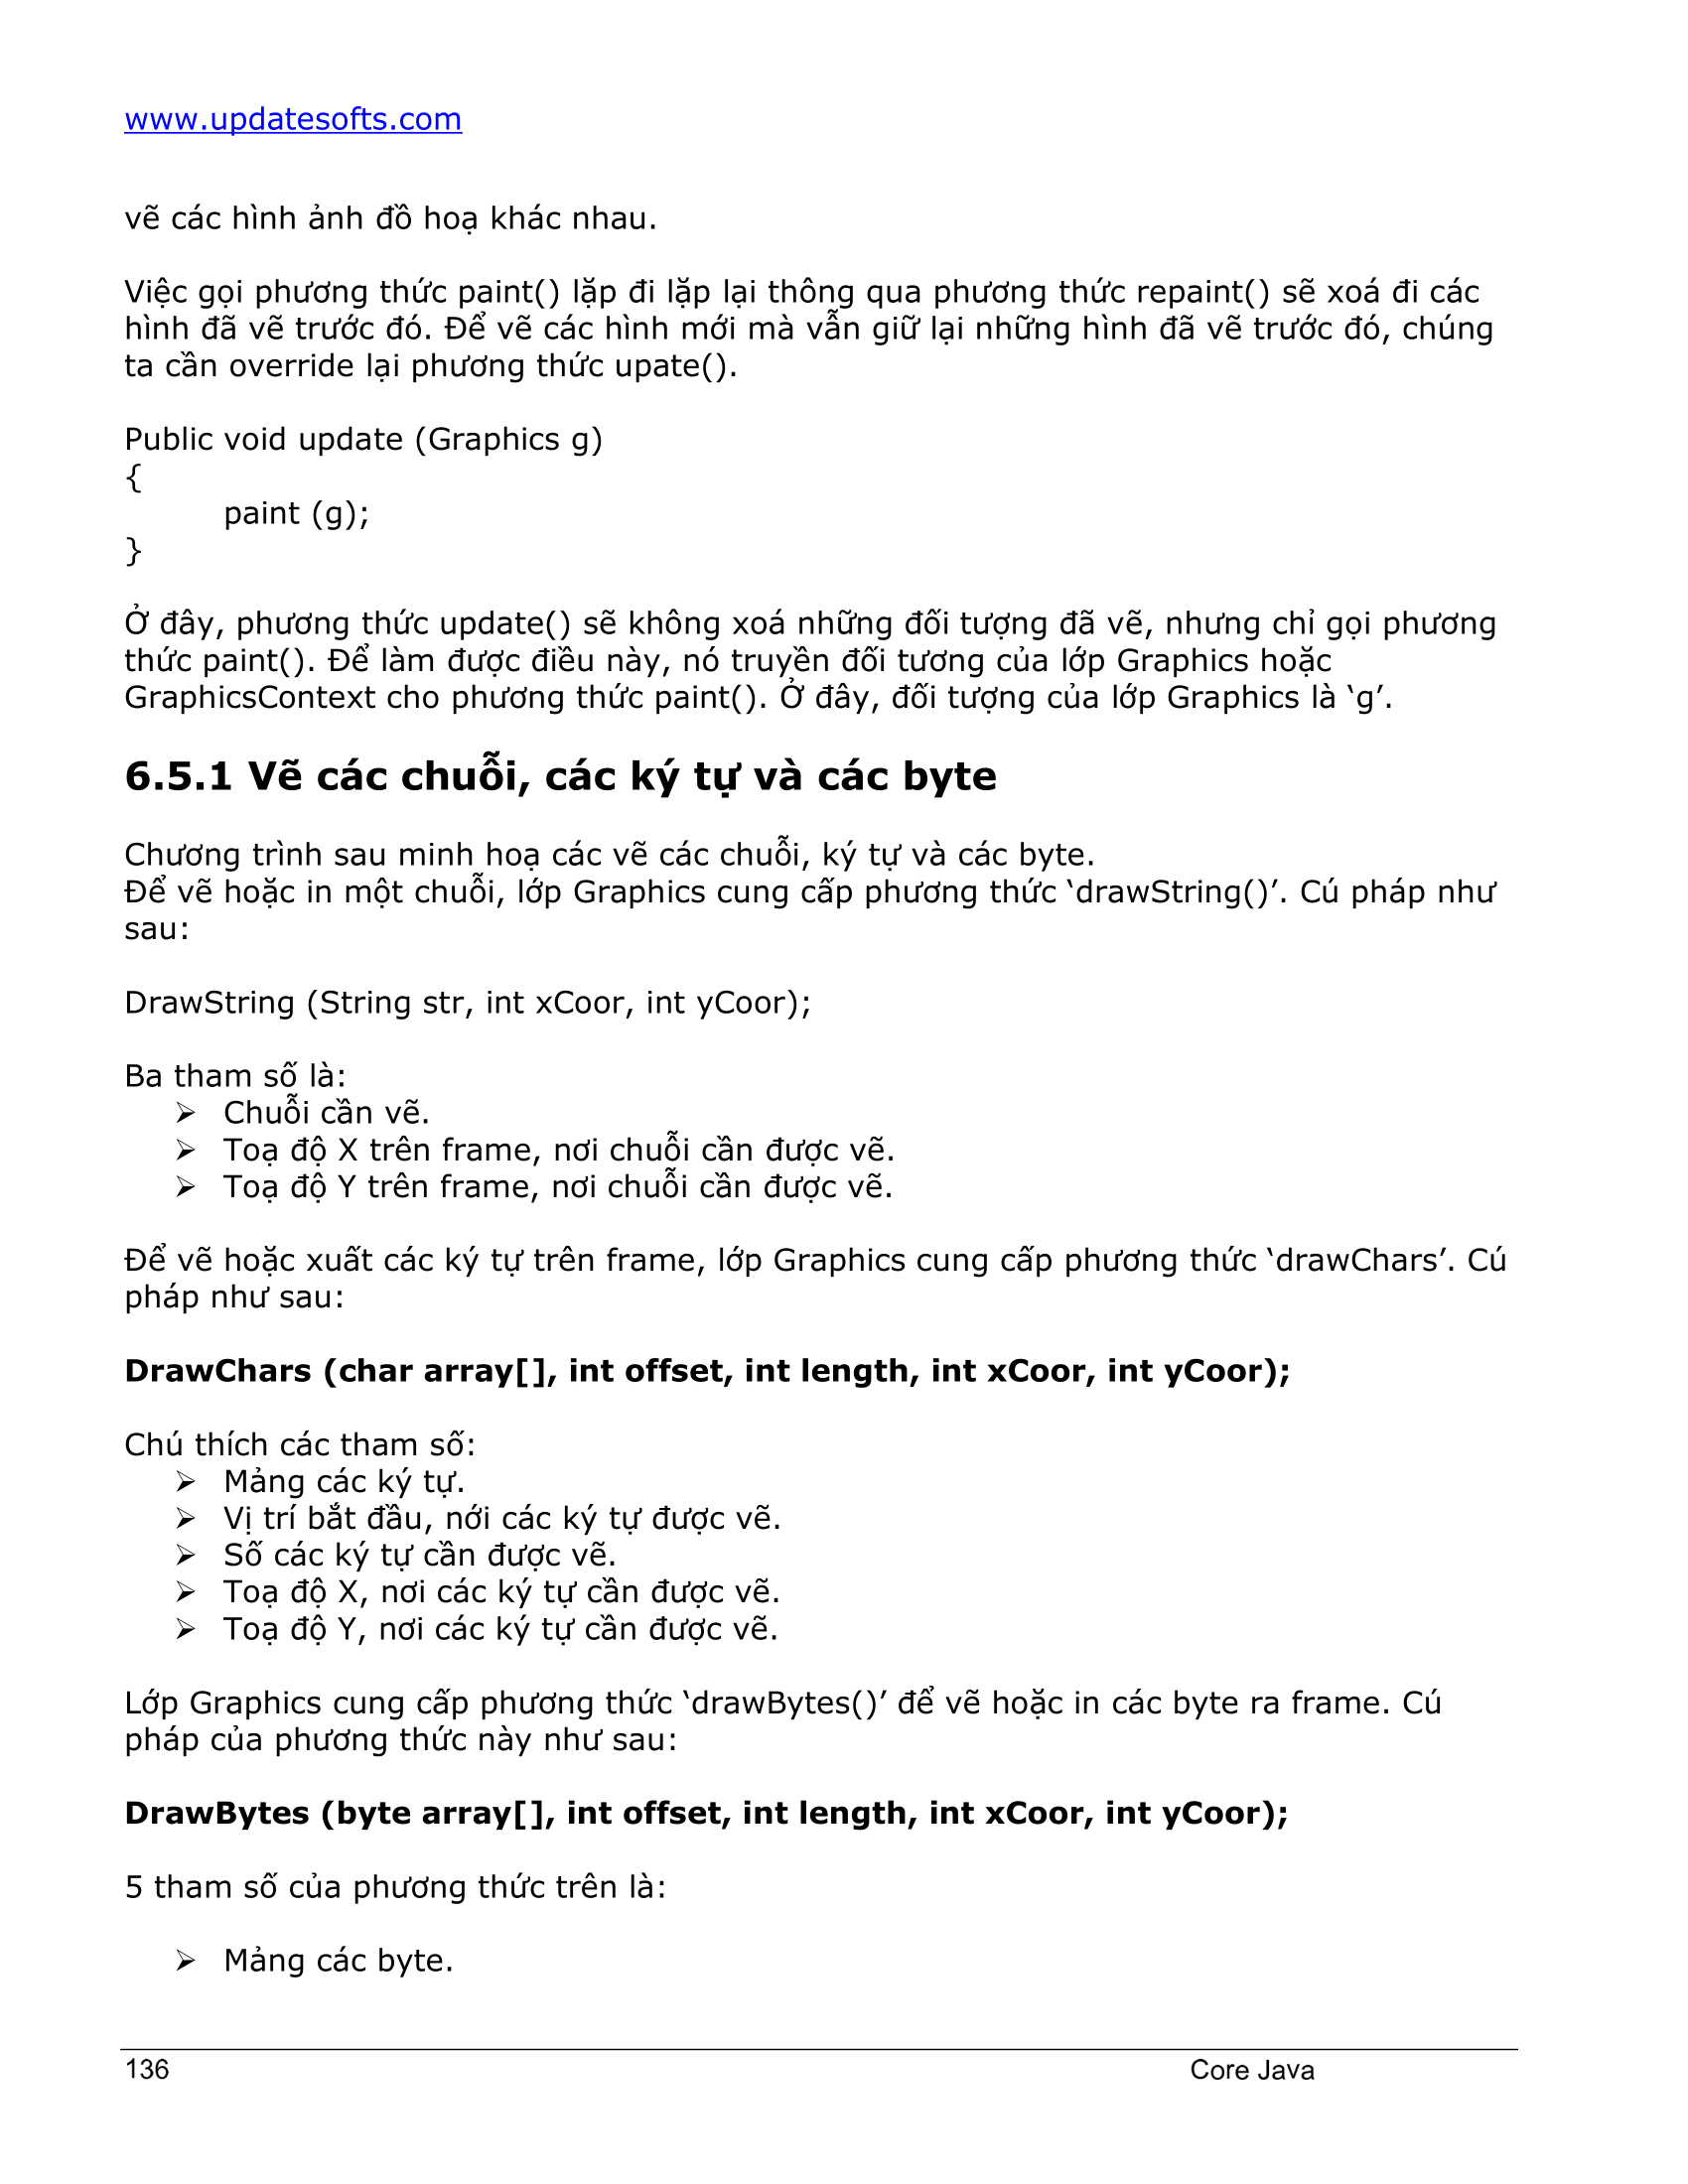 www.updatesofts.com
vẽ các hình ảnh đồ hoạ khác nhau.
Việc gọi phương thức paint() lặp đi lặp lại thông qua phương thức repaint() sẽ xoá đi các
hình đã vẽ trước đó. Để vẽ các hình mới mà vẫn giữ lại những hình đã vẽ trước đó, chúng
ta cần override lại phương thức upate().
Public void update (Graphics g)
{
paint (g);
}
Ở đây, phương thức update() sẽ không xoá những đối tượng đã vẽ, nhưng chỉ gọi phương
thức paint(). Để làm được điều này, nó truyền đối tương của lớp Graphics hoặc
GraphicsContext cho phương thức paint(). Ở đây, đối tượng của lớp Graphics là ‘g’.
6.5.1 Vẽ các chuỗi, các ký tự và các byte
Chương trình sau minh hoạ các vẽ các chuỗi, ký tự và các byte.
Để vẽ hoặc in một chuỗi, lớp Graphics cung cấp phương thức ‘drawString()’. Cú pháp như
sau:
DrawString (String str, int xCoor, int yCoor);
Ba tham số là:
➢ Chuỗi cần vẽ.
➢ Toạ độ X trên frame, nơi chuỗi cần được vẽ.
➢ Toạ độ Y trên frame, nơi chuỗi cần được vẽ.
Để vẽ hoặc xuất các ký tự trên frame, lớp Graphics cung cấp phương thức ‘drawChars’. Cú
pháp như sau:
DrawChars (char array[], int offset, int length, int xCoor, int yCoor);
Chú thích các tham số:
➢ Mảng các ký tự.
➢ Vị trí bắt đầu, nới các ký tự được vẽ.
➢ Số các ký tự cần được vẽ.
➢ Toạ độ X, nơi các ký tự cần được vẽ.
➢ Toạ độ Y, nơi các ký tự cần được vẽ.
Lớp Graphics cung cấp phương thức ‘drawBytes()’ để vẽ hoặc in các byte ra frame. Cú
pháp của phương thức này như sau:
DrawBytes (byte array[], int offset, int length, int xCoor, int yCoor);
5 tham số của phương thức trên là:
➢ Mảng các byte.
136 Core Java